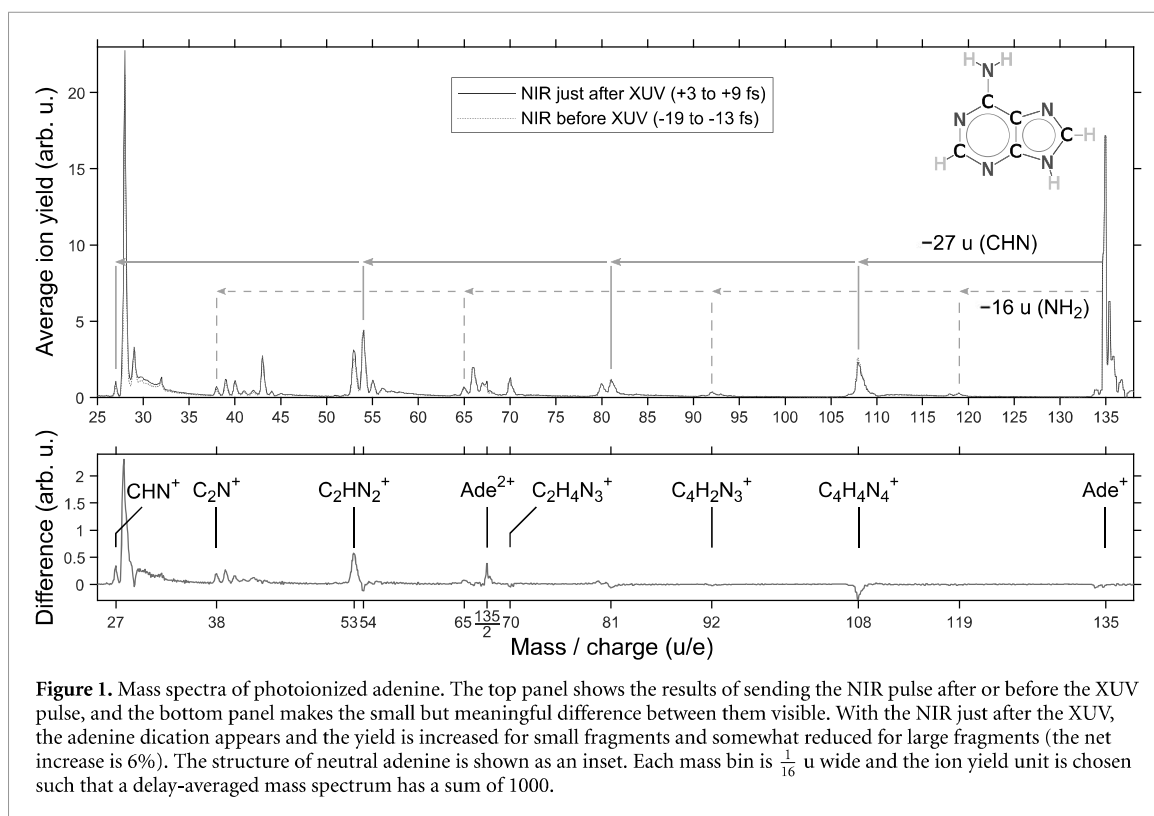 20
15
10
5
0
Average ion yield (arb. u.)
NIR just after XUV (+3 to +9 fs)
NIR before XUV (-19 to -13 fs)
H N H
N C C N C H
H C N C N H
−27 u (CHN)
−16 u (NH₂)
25 30 35 40 45 50 55 60 65 70 75 80 85 90 95 100 105 110 115 120 125 130 135
Difference (arb. u.)
2
1.5
1
0.5
0
CHN⁺ C₂N⁺ C₂HN₂⁺ Ade²⁺ C₂H₄N₃⁺ C₄H₂N₃⁺ C₄H₄N₄⁺ Ade⁺
27 38 53 54 65 135/2 70 81 92 108 119 135
Mass / charge (u/e)
Figure 1. Mass spectra of photoionized adenine. The top panel shows the results of sending the NIR pulse after or before the XUV
pulse, and the bottom panel makes the small but meaningful difference between them visible. With the NIR just after the XUV,
the adenine dication appears and the yield is increased for small fragments and somewhat reduced for large fragments (the net
increase is 6%). The structure of neutral adenine is shown as an inset. Each mass bin is 1/16 u wide and the ion yield unit is chosen
such that a delay-averaged mass spectrum has a sum of 1000.